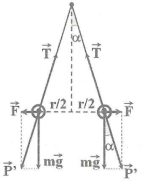 α
T⃗ T⃗
F⃗ r/2 r/2 F⃗
α
P⃗' mg⃗ mg⃗ P⃗'